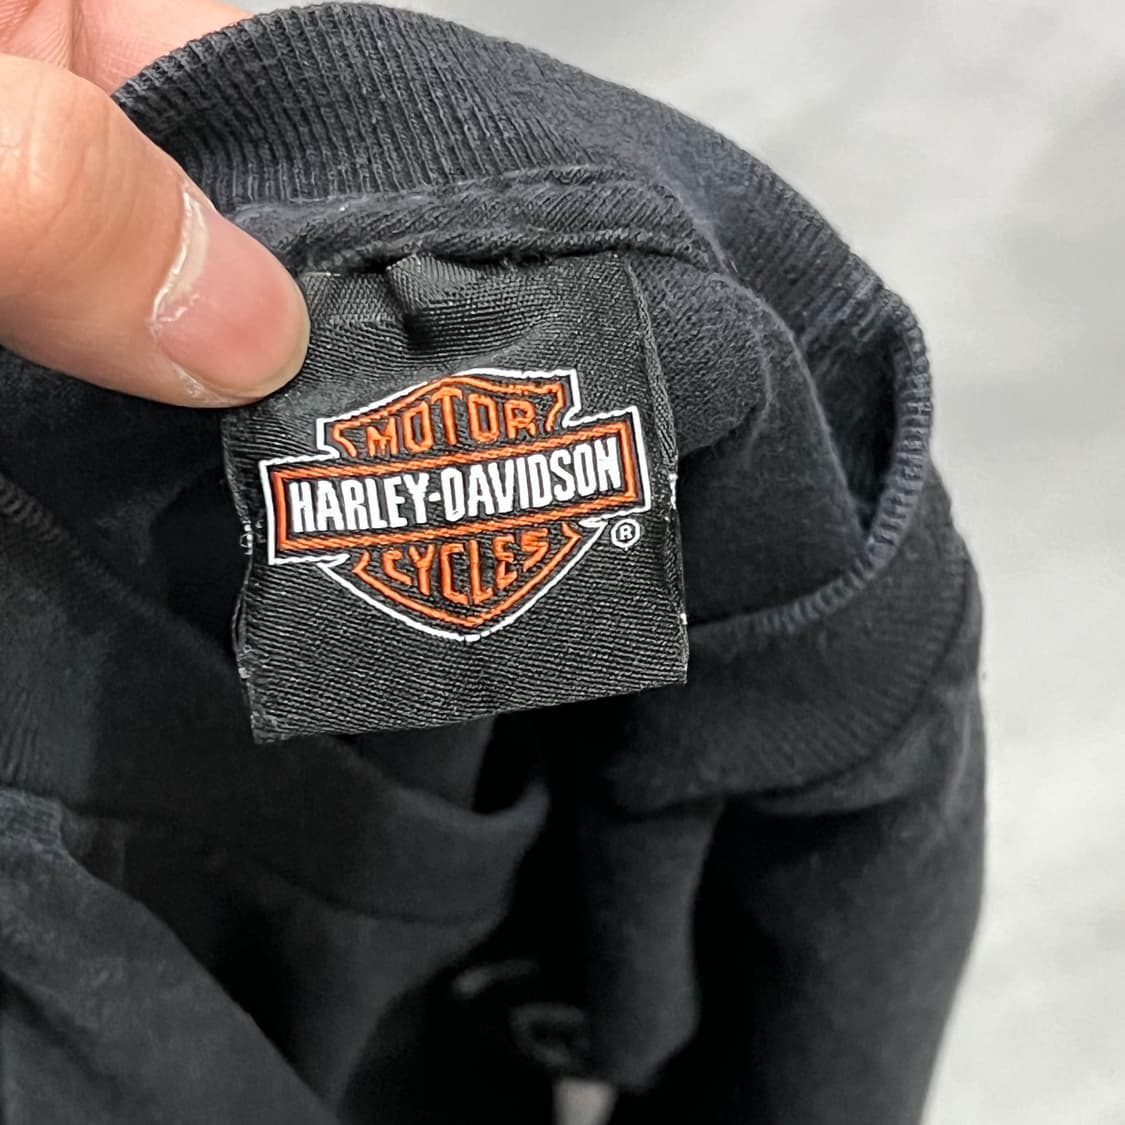 MOTOR
HARLEY-DAVIDSON
CYCLES
®